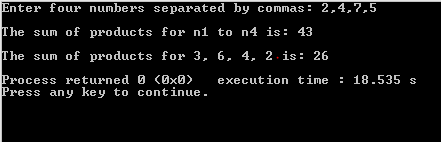 Enter four numbers separated by commas: 2,4,7,5
The sum of products for n1 to n4 is: 43
The sum of products for 3, 6, 4, 2 is: 26
Process returned 0 (0x0)   execution time : 18.535 s
Press any key to continue.